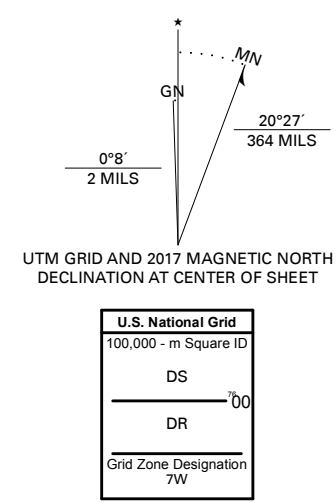 ★
MN
GN
20°27´
364 MILS
0°8´
2 MILS
UTM GRID AND 2017 MAGNETIC NORTH
DECLINATION AT CENTER OF SHEET
U.S. National Grid
100,000 - m Square ID
DS
7600
DR
Grid Zone Designation
7W